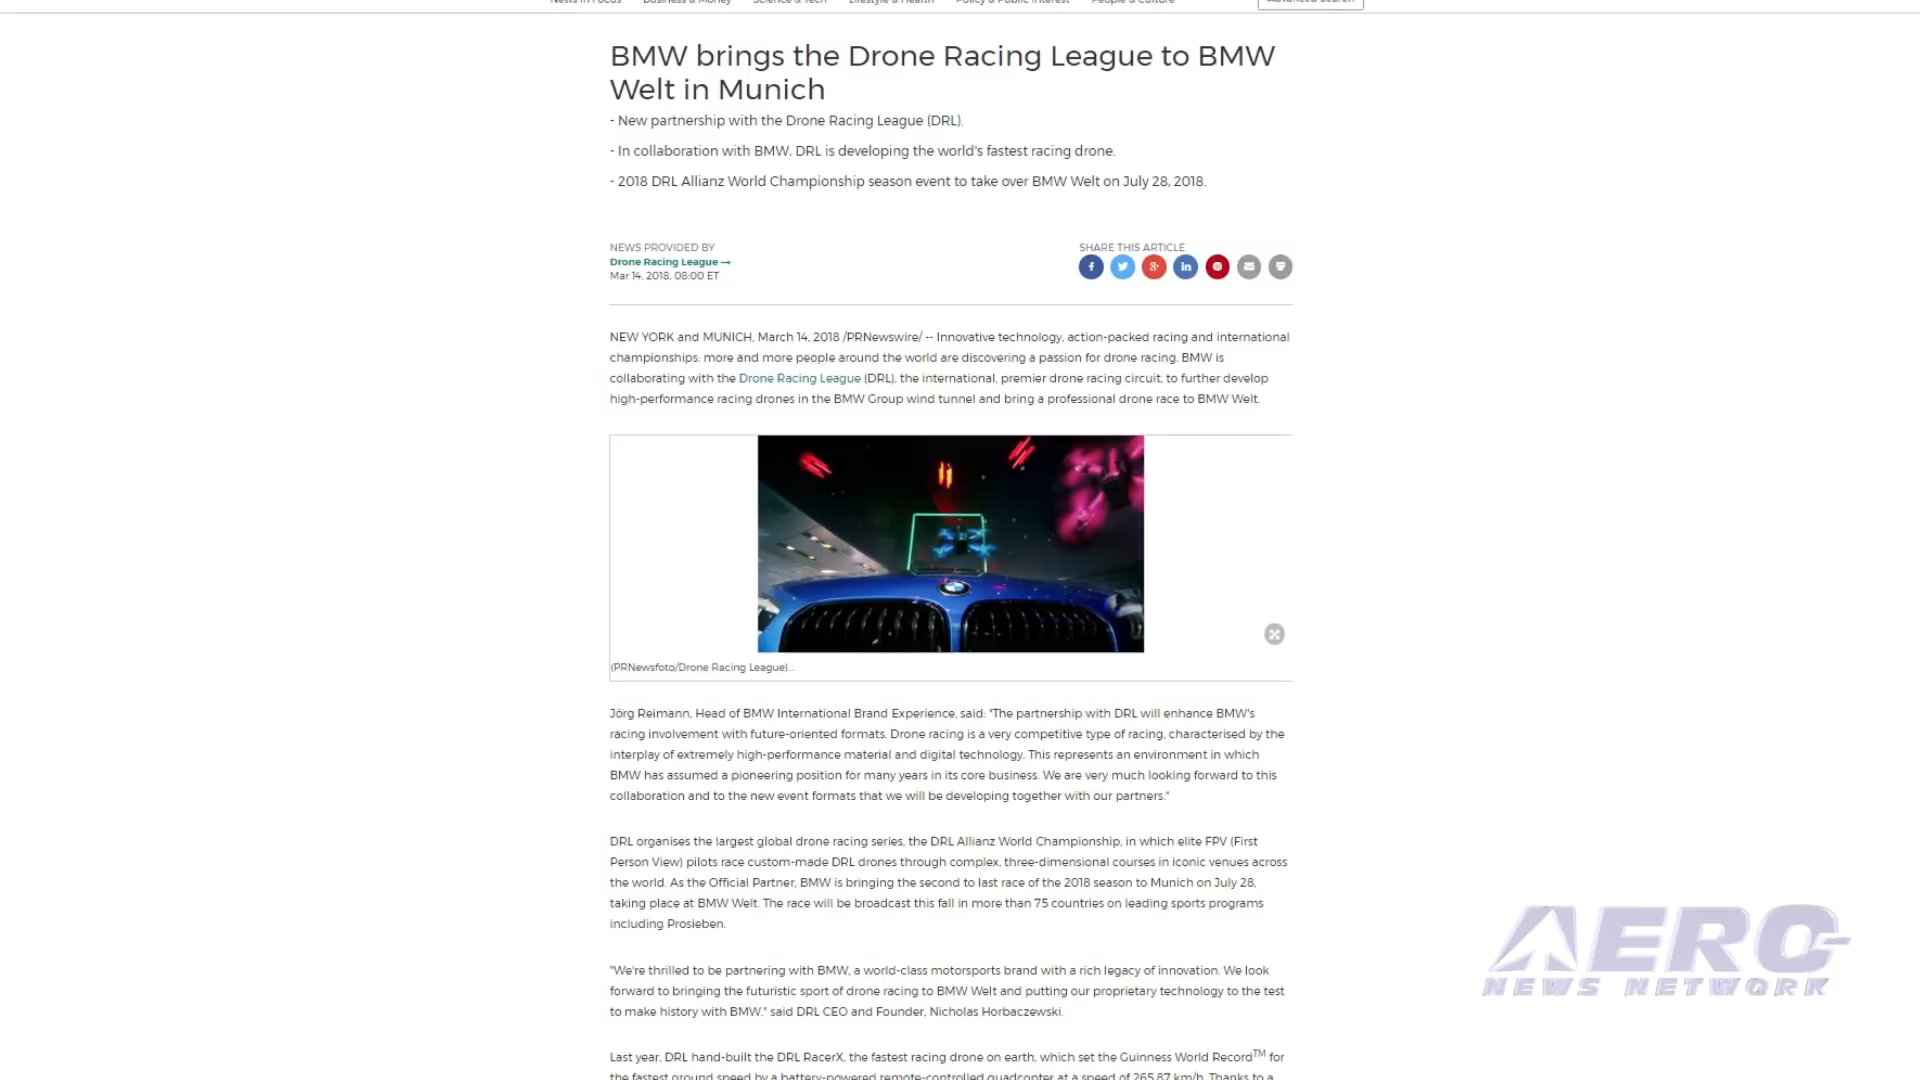 News in Focus Business & Money Science & Tech Lifestyle & Health Policy & Public Interest People & Culture Advanced Search
BMW brings the Drone Racing League to BMW
Welt in Munich
- New partnership with the Drone Racing League (DRL).
- In collaboration with BMW, DRL is developing the world's fastest racing drone.
- 2018 DRL Allianz World Championship season event to take over BMW Welt on July 28, 2018.
NEWS PROVIDED BY
Drone Racing League →
Mar 14, 2018, 08:00 ET
SHARE THIS ARTICLE
NEW YORK and MUNICH, March 14, 2018 /PRNewswire/ -- Innovative technology, action-packed racing and international
championships: more and more people around the world are discovering a passion for drone racing. BMW is
collaborating with the Drone Racing League (DRL), the international, premier drone racing circuit, to further develop
high-performance racing drones in the BMW Group wind tunnel and bring a professional drone race to BMW Welt.
(PRNewsfoto/Drone Racing League)...
Jörg Reimann, Head of BMW International Brand Experience, said: "The partnership with DRL will enhance BMW's
racing involvement with future-oriented formats. Drone racing is a very competitive type of racing, characterised by the
interplay of extremely high-performance material and digital technology. This represents an environment in which
BMW has assumed a pioneering position for many years in its core business. We are very much looking forward to this
collaboration and to the new event formats that we will be developing together with our partners."
DRL organises the largest global drone racing series, the DRL Allianz World Championship, in which elite FPV (First
Person View) pilots race custom-made DRL drones through complex, three-dimensional courses in iconic venues across
the world. As the Official Partner, BMW is bringing the second to last race of the 2018 season to Munich on July 28,
taking place at BMW Welt. The race will be broadcast this fall in more than 75 countries on leading sports programs
including Prosieben.
"We're thrilled to be partnering with BMW, a world-class motorsports brand with a rich legacy of innovation. We look
forward to bringing the futuristic sport of drone racing to BMW Welt and putting our proprietary technology to the test
to make history with BMW." said DRL CEO and Founder, Nicholas Horbaczewski.
Last year, DRL hand-built the DRL RacerX, the fastest racing drone on earth, which set the Guinness World Record™ for
the fastest ground speed by a battery-powered remote-controlled quadcopter at a speed of 265.87 km/h. Thanks to a
AERO
NEWS NETWORK